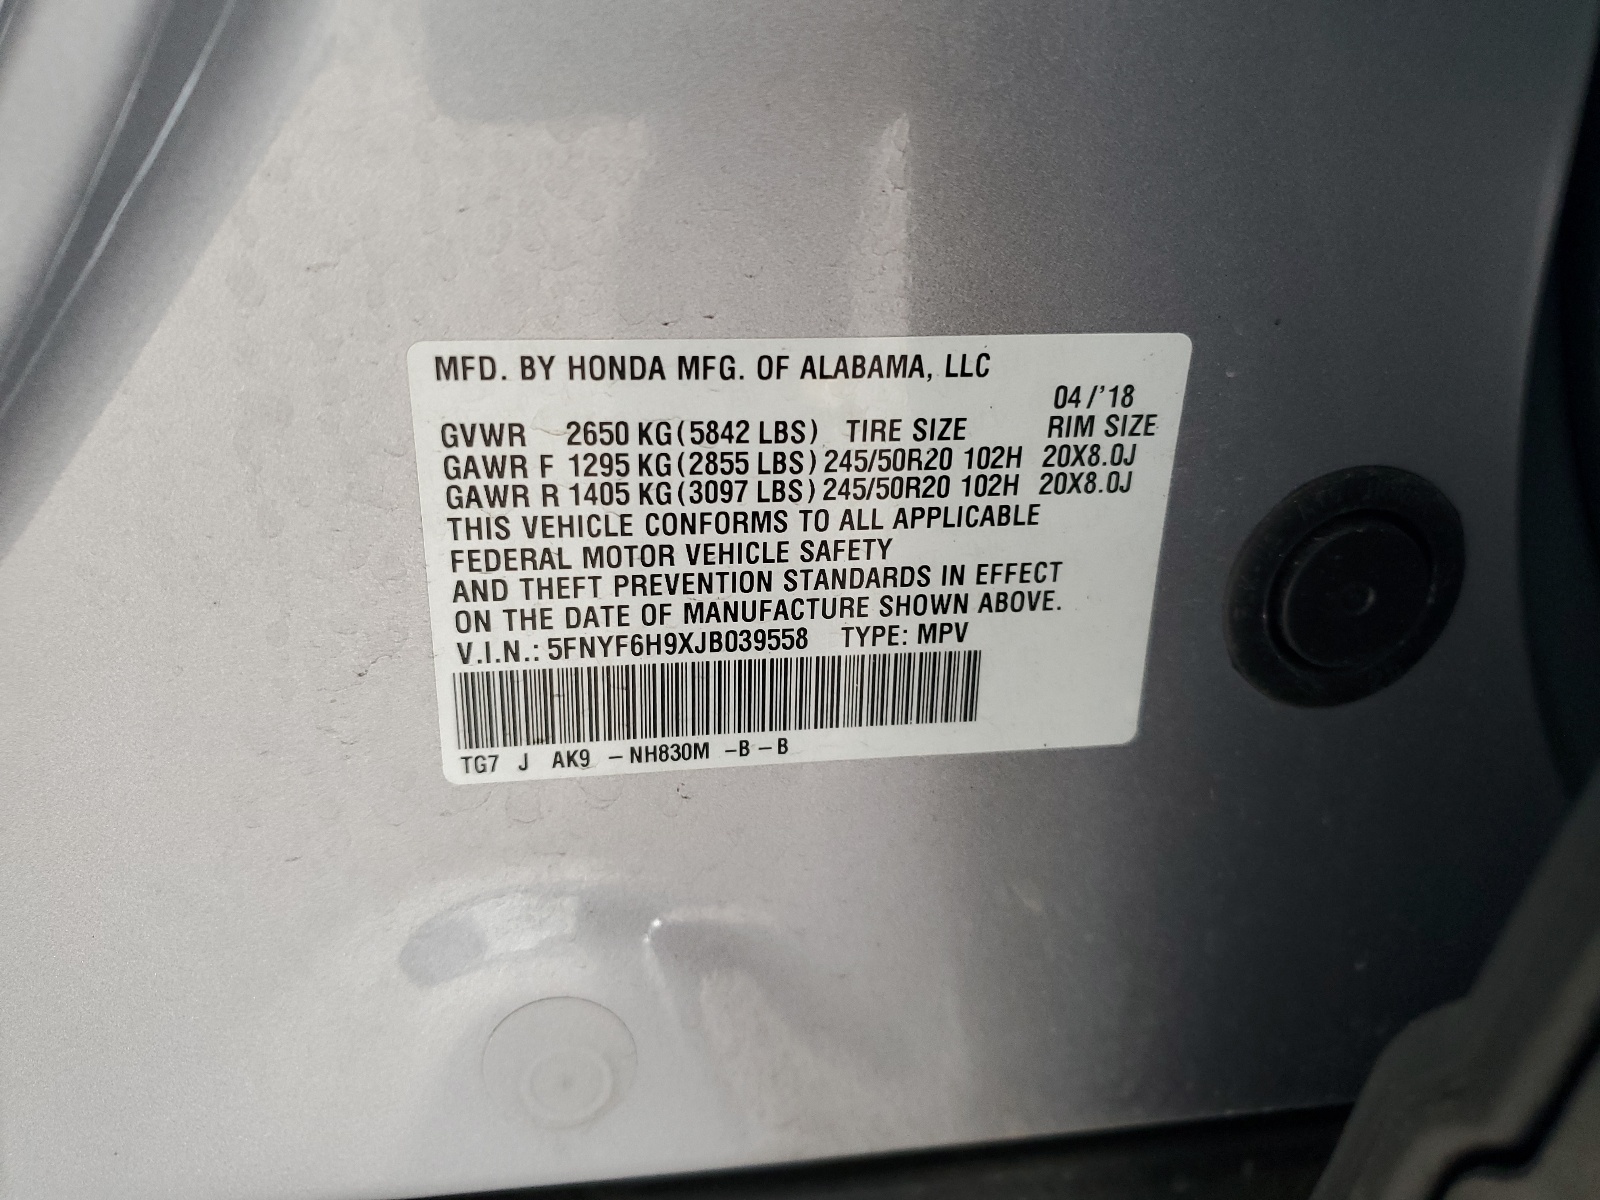 MFD. BY HONDA MFG. OF ALABAMA, LLC
04/'18
GVWR 2650 KG(5842 LBS) TIRE SIZE RIM SIZE
GAWR F 1295 KG(2855 LBS) 245/50R20 102H 20X8.0J
GAWR R 1405 KG(3097 LBS) 245/50R20 102H 20X8.0J
THIS VEHICLE CONFORMS TO ALL APPLICABLE
FEDERAL MOTOR VEHICLE SAFETY
AND THEFT PREVENTION STANDARDS IN EFFECT
ON THE DATE OF MANUFACTURE SHOWN ABOVE.
V.I.N.: 5FNYF6H9XJB039558 TYPE: MPV
TG7 J AK9 -NH830M -B-B